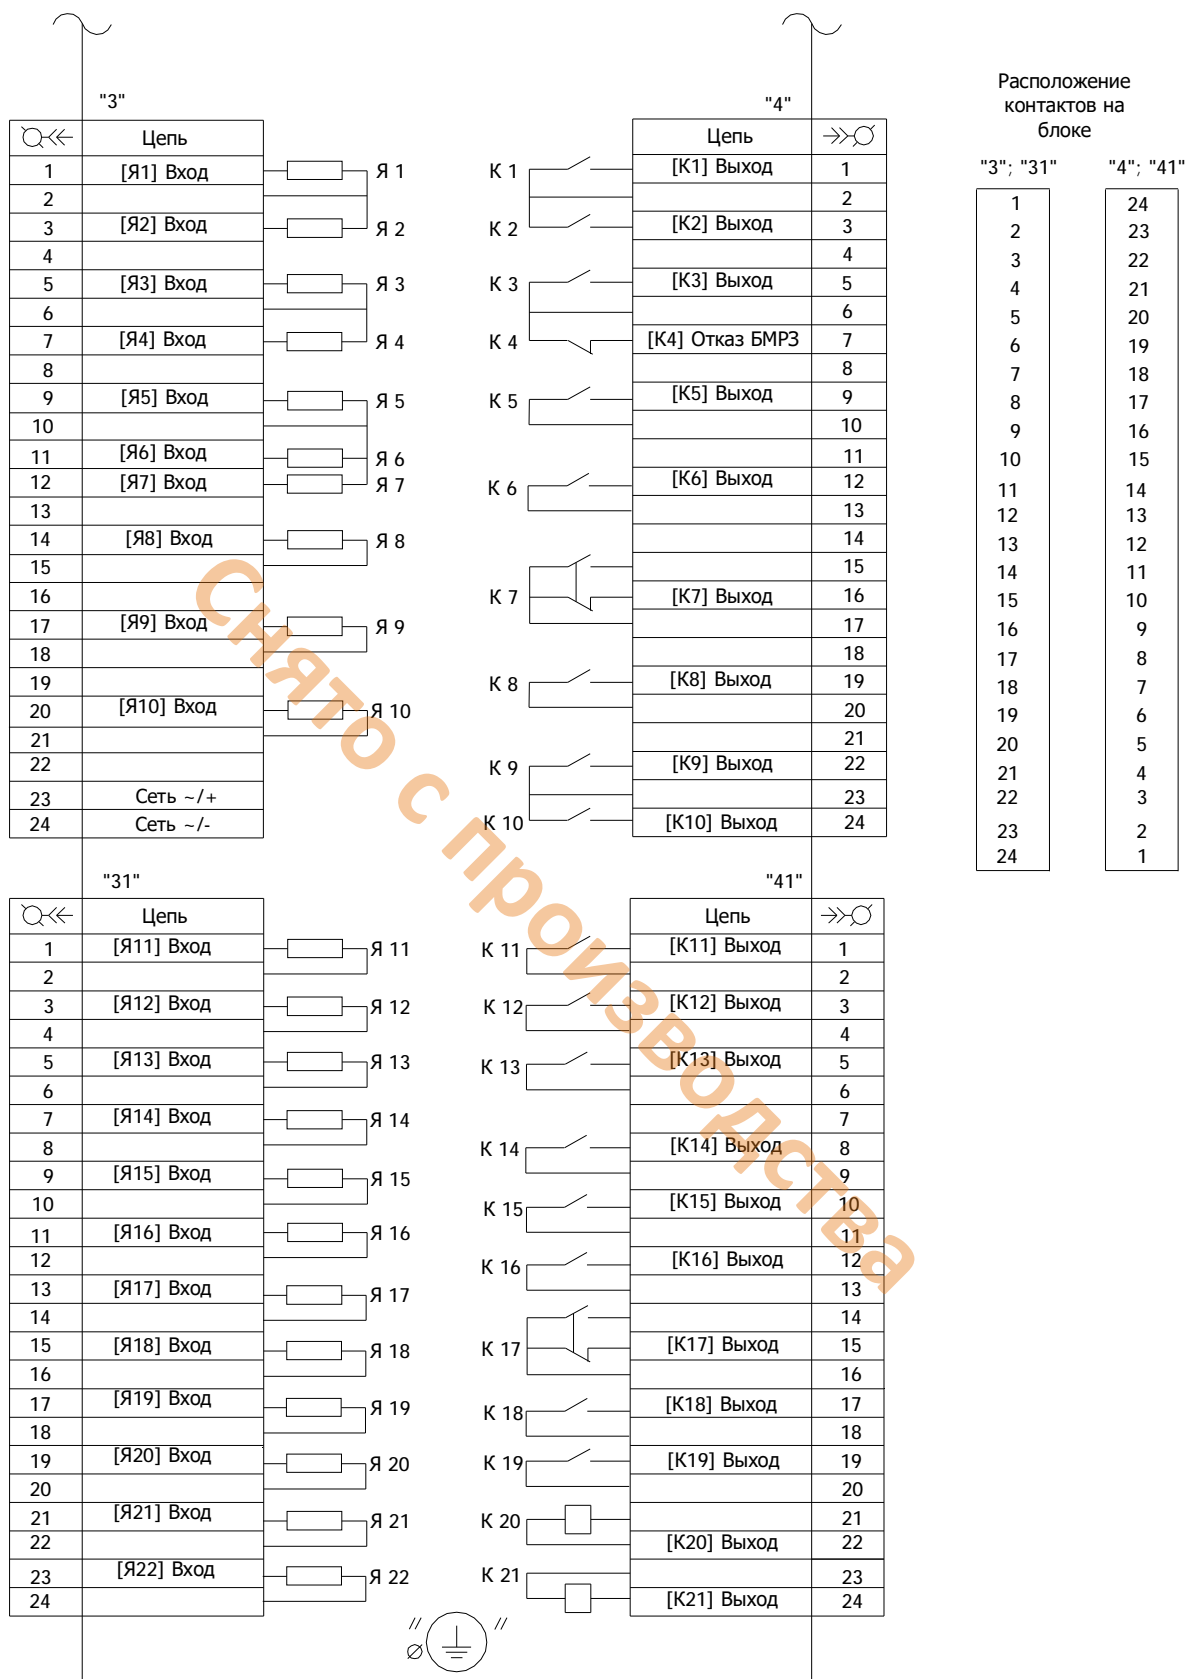 "3"
Цепь
1 [Я1] Вход Я 1
2
3 [Я2] Вход Я 2
4
5 [Я3] Вход Я 3
6
7 [Я4] Вход Я 4
8
9 [Я5] Вход Я 5
10
11 [Я6] Вход Я 6
12 [Я7] Вход Я 7
13
14 [Я8] Вход Я 8
15
16
17 [Я9] Вход Я 9
18
19
20 [Я10] Вход Я 10
21
22
23 Сеть ~/+
24 Сеть ~/-
"4"
Цепь
К 1 [К1] Выход 1
2
К 2 [К2] Выход 3
4
К 3 [К3] Выход 5
6
К 4 [К4] Отказ БМРЗ 7
8
К 5 [К5] Выход 9
10
11
К 6 [К6] Выход 12
13
14
15
К 7 [К7] Выход 16
17
18
К 8 [К8] Выход 19
20
21
К 9 [К9] Выход 22
23
К 10 [К10] Выход 24
Расположение
контактов на
блоке
"3"; "31" "4"; "41"
1 24
2 23
3 22
4 21
5 20
6 19
7 18
8 17
9 16
10 15
11 14
12 13
13 12
14 11
15 10
16 9
17 8
18 7
19 6
20 5
21 4
22 3
23 2
24 1
"31"
Цепь
1 [Я11] Вход Я 11
2
3 [Я12] Вход Я 12
4
5 [Я13] Вход Я 13
6
7 [Я14] Вход Я 14
8
9 [Я15] Вход Я 15
10
11 [Я16] Вход Я 16
12
13 [Я17] Вход Я 17
14
15 [Я18] Вход Я 18
16
17 [Я19] Вход Я 19
18
19 [Я20] Вход Я 20
20
21 [Я21] Вход Я 21
22
23 [Я22] Вход Я 22
24
"41"
Цепь
К 11 [К11] Выход 1
2
К 12 [К12] Выход 3
4
К 13 [К13] Выход 5
6
7
К 14 [К14] Выход 8
9
К 15 [К15] Выход 10
11
К 16 [К16] Выход 12
13
14
К 17 [К17] Выход 15
16
К 18 [К18] Выход 17
18
К 19 [К19] Выход 19
20
К 20 21
[К20] Выход 22
К 21 23
[К21] Выход 24
Снято с производства